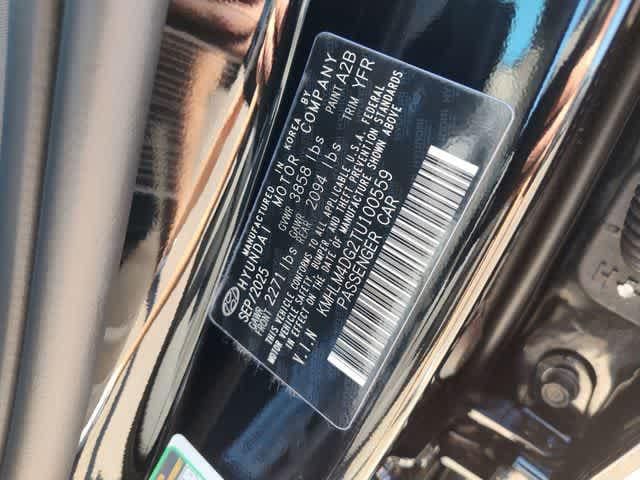 MANUFACTURED IN KOREA BY
HYUNDAI MOTOR COMPANY
SEP/2025 GVWR 3858 lbs PAINT A2B
GAWR FRONT 2271 lbs GAWR REAR 2094 lbs TRIM YFR
THIS VEHICLE CONFORMS TO ALL APPLICABLE U.S.A. FEDERAL
MOTOR VEHICLE SAFETY, BUMPER, AND THEFT PREVENTION STANDARDS
IN EFFECT ON THE DATE OF MANUFACTURE SHOWN ABOVE
V.I.N KMHLM4DG2TU100559
PASSENGER CAR